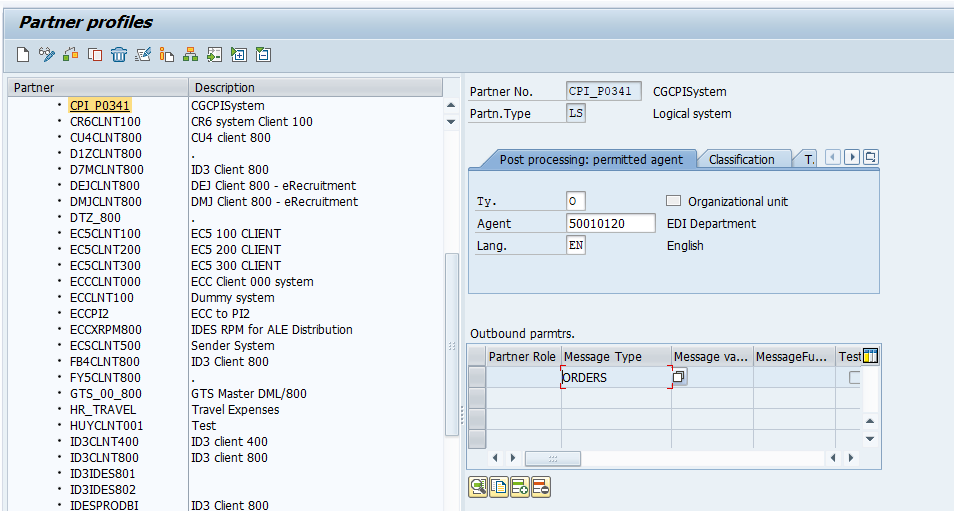 Partner profiles
Partner Description
CPI_P0341 CGCPISystem
CR6CLNT100 CR6 system Client 100
CU4CLNT800 CU4 client 800
D1ZCLNT800 .
D7MCLNT800 ID3 Client 800
DEJCLNT800 DEJ Client 800 - eRecruitment
DMJCLNT800 DMJ Client 800 - eRecruitment
DTZ_800 .
EC5CLNT100 EC5 100 CLIENT
EC5CLNT200 EC5 200 CLIENT
EC5CLNT300 EC5 300 CLIENT
ECCCLNT000 ECC Client 000 system
ECCLNT100 Dummy system
ECCPI2 ECC to PI2
ECCXRPM800 IDES RPM for ALE Distribution
ECSCLNT500 Sender System
FB4CLNT800 ID3 Client 800
FY5CLNT800 .
GTS_00_800 GTS Master DML/800
HR_TRAVEL Travel Expenses
HUYCLNT001 Test
ID3CLNT400 ID3 client 400
ID3CLNT800 ID3 client 800
ID3IDES801
ID3IDES802
IDESPRODBI ID3 Client 800
Partner No. CPI_P0341 CGCPISystem
Partn.Type LS Logical system
Post processing: permitted agent Classification T.
Ty. O Organizational unit
Agent 50010120 EDI Department
Lang. EN English
Outbound parmtrs.
Partner Role Message Type Message va... MessageFu... Test
ORDERS